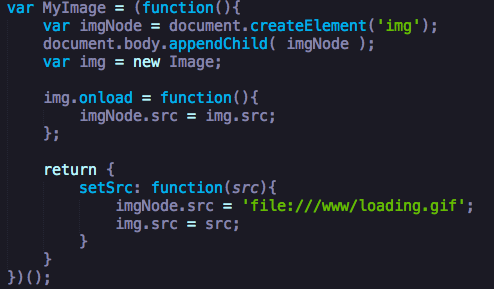 var MyImage = (function(){
    var imgNode = document.createElement('img');
    document.body.appendChild( imgNode );
    var img = new Image;

    img.onload = function(){
        imgNode.src = img.src;
    };

    return {
        setSrc: function(src){
            imgNode.src = 'file:///www/loading.gif';
            img.src = src;
        }
    }
})();